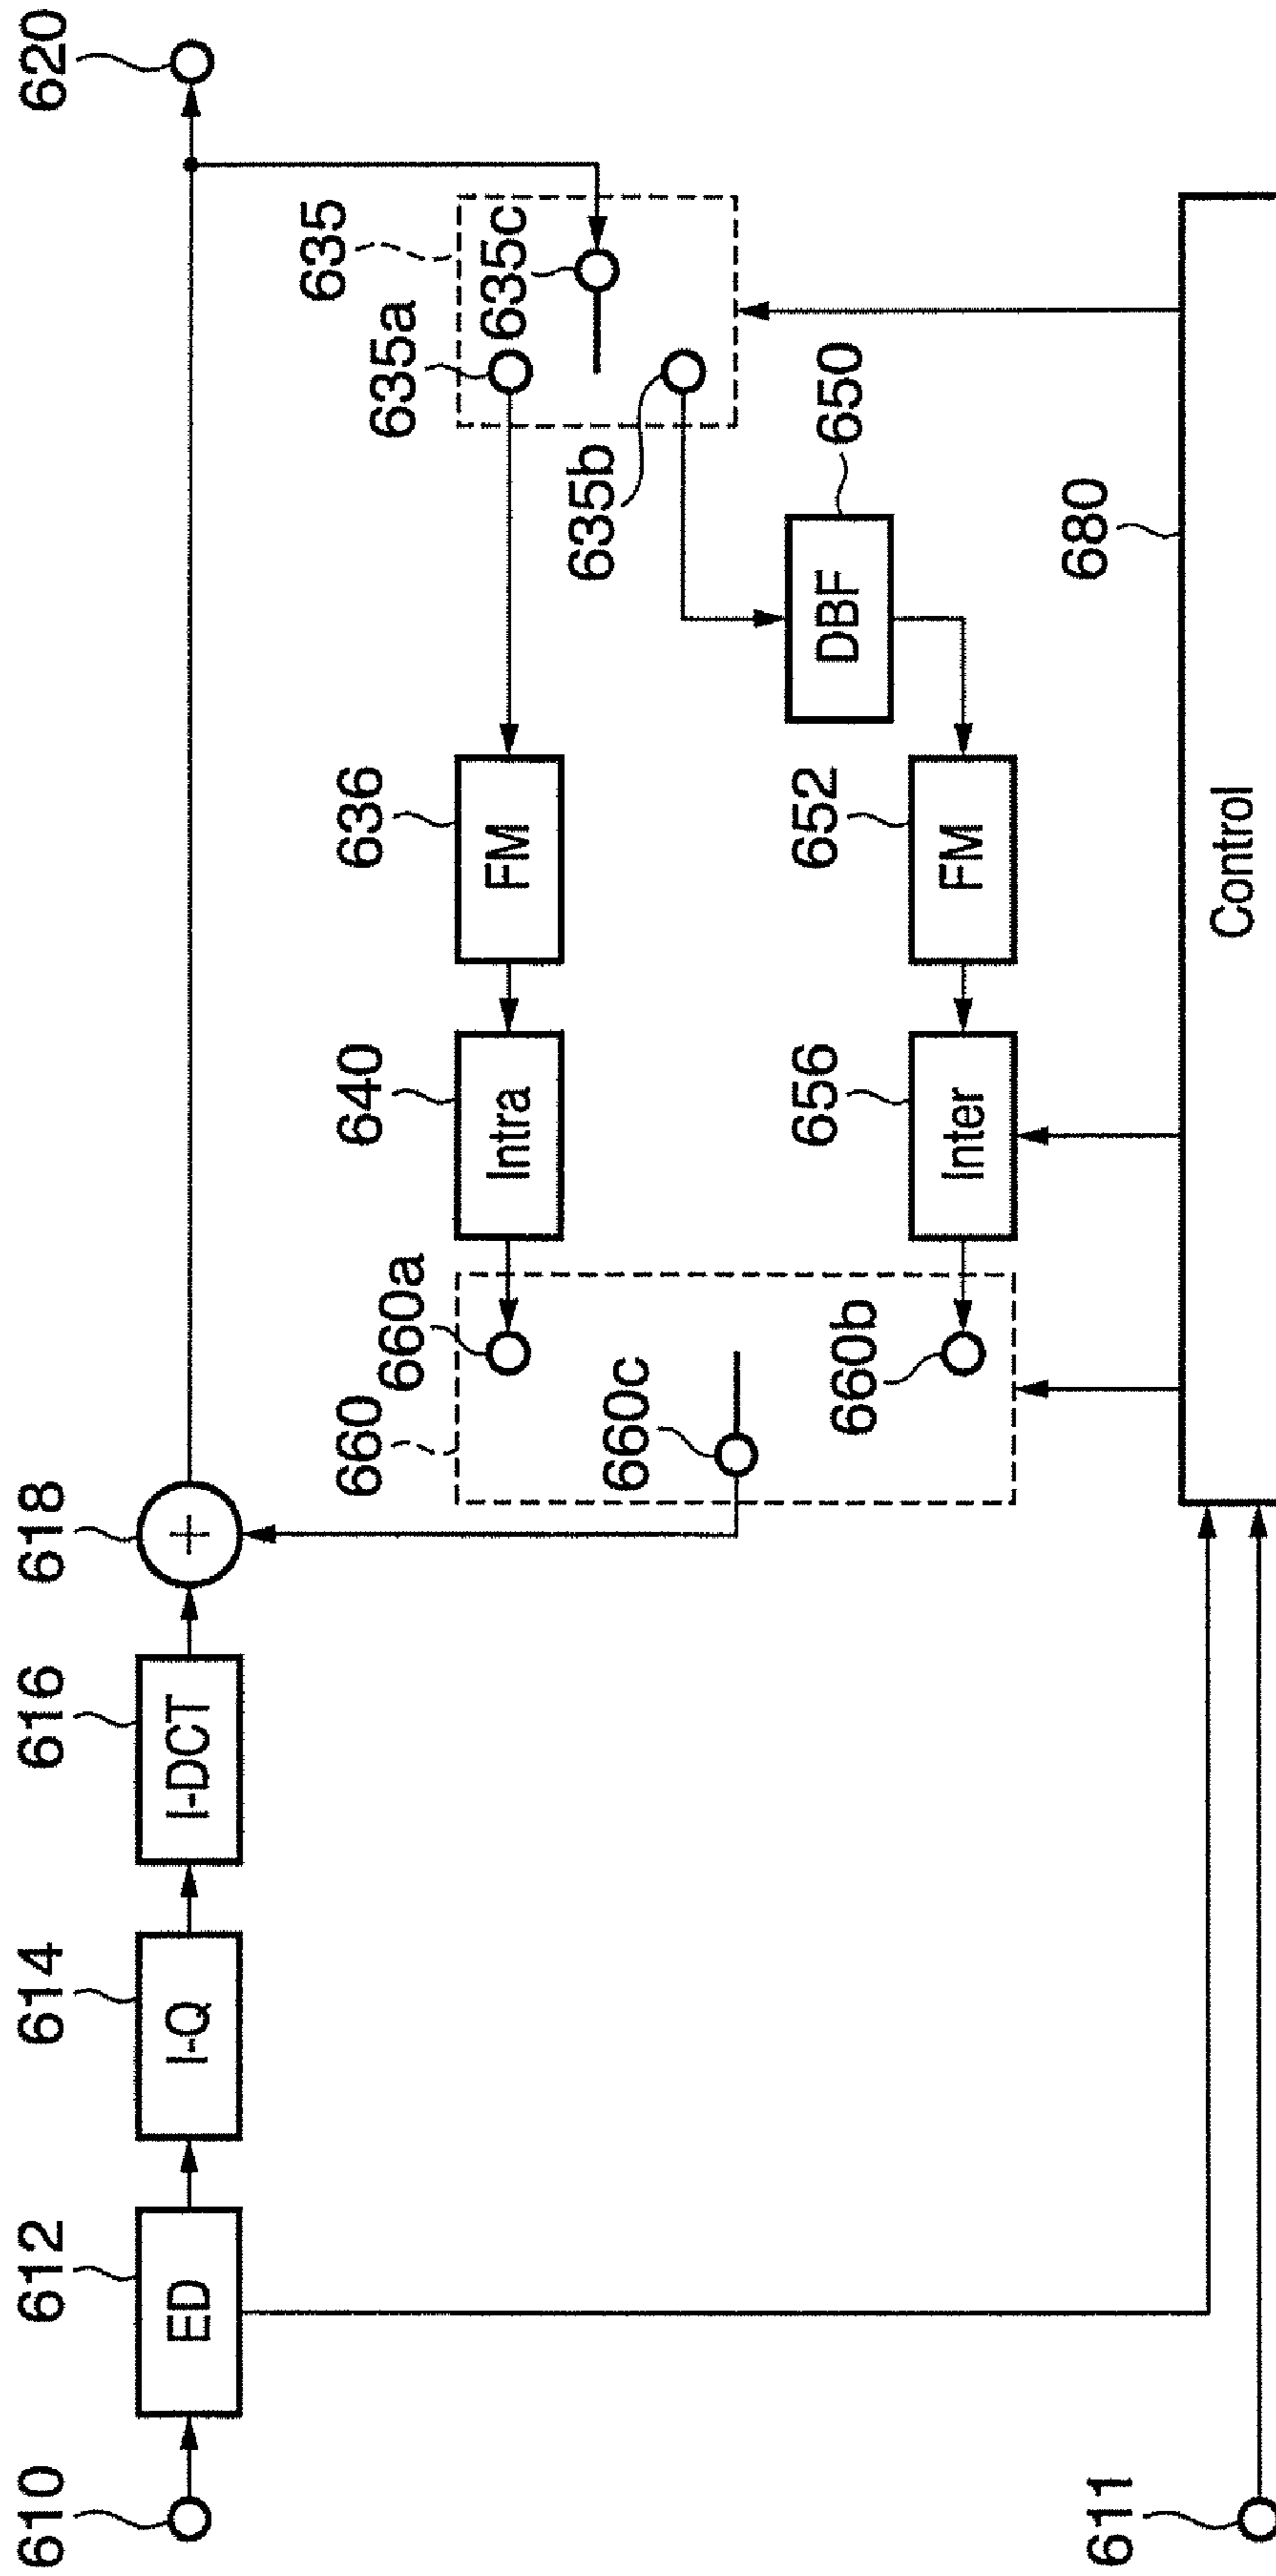 610
612
ED
614
I-Q
616
I-DCT
618
+
620
660
660a
640
Intra
636
FM
635a
635
635c
660c
635b
660b
656
Inter
652
FM
650
DBF
680
Control
611